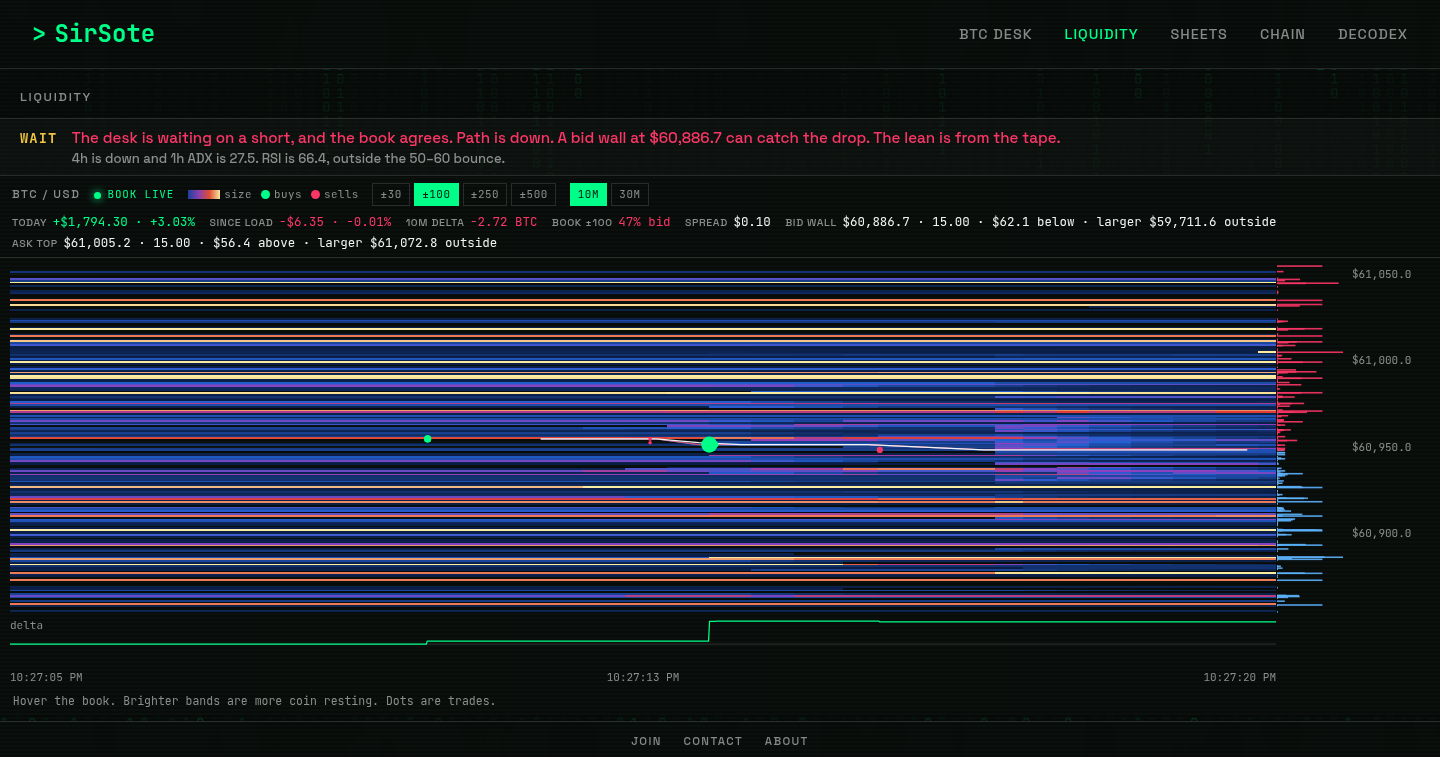 > SirSote
BTC DESK LIQUIDITY SHEETS CHAIN DECODEX
LIQUIDITY
WAIT The desk is waiting on a short, and the book agrees. Path is down. A bid wall at $60,886.7 can catch the drop. The lean is from the tape.
4h is down and 1h ADX is 27.5. RSI is 66.4, outside the 50–60 bounce.
BTC / USD BOOK LIVE size buys sells ±30 ±100 ±250 ±500 10M 30M
TODAY +$1,794.30 · +3.03% SINCE LOAD -$6.35 · -0.01% 10M DELTA -2.72 BTC BOOK ±100 47% bid SPREAD $0.10 BID WALL $60,886.7 · 15.00 · $62.1 below · larger $59,711.6 outside
ASK TOP $61,005.2 · 15.00 · $56.4 above · larger $61,072.8 outside
$61,050.0
$61,000.0
$60,950.0
$60,900.0
delta
10:27:05 PM 10:27:13 PM 10:27:20 PM
Hover the book. Brighter bands are more coin resting. Dots are trades.
JOIN CONTACT ABOUT